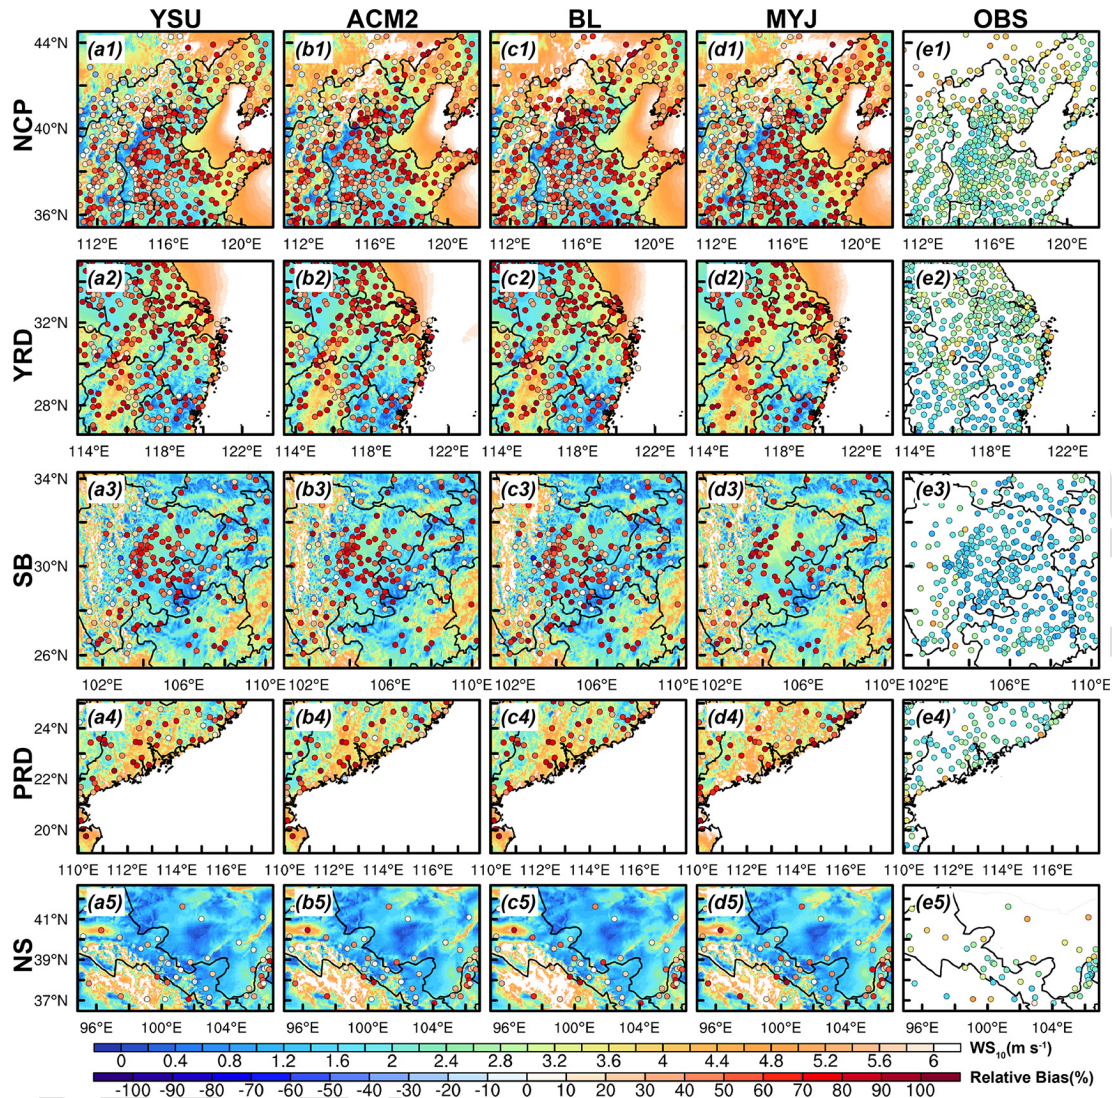 YSU ACM2 BL MYJ OBS
NCP
44°N (a1) (b1) (c1) (d1) (e1)
40°N
36°N
112°E 116°E 120°E 112°E 116°E 120°E 112°E 116°E 120°E 112°E 116°E 120°E 112°E 116°E 120°E
YRD
(a2) (b2) (c2) (d2) (e2)
32°N
28°N
114°E 118°E 122°E 114°E 118°E 122°E 114°E 118°E 122°E 114°E 118°E 122°E 114°E 118°E 122°E
SB
34°N (a3) (b3) (c3) (d3) (e3)
30°N
26°N
102°E 106°E 110°E 102°E 106°E 110°E 102°E 106°E 110°E 102°E 106°E 110°E 102°E 106°E 110°E
PRD
24°N (a4) (b4) (c4) (d4) (e4)
22°N
20°N
110°E 112°E 114°E 116°E 110°E 112°E 114°E 116°E 110°E 112°E 114°E 116°E 110°E 112°E 114°E 116°E 110°E 112°E 114°E 116°E
NS
(a5) (b5) (c5) (d5) (e5)
41°N
39°N
37°N
96°E 100°E 104°E 96°E 100°E 104°E 96°E 100°E 104°E 96°E 100°E 104°E 96°E 100°E 104°E
WS10(m s-1)
0 0.4 0.8 1.2 1.6 2 2.4 2.8 3.2 3.6 4 4.4 4.8 5.2 5.6 6
Relative Bias(%)
-100 -90 -80 -70 -60 -50 -40 -30 -20 -10 0 10 20 30 40 50 60 70 80 90 100